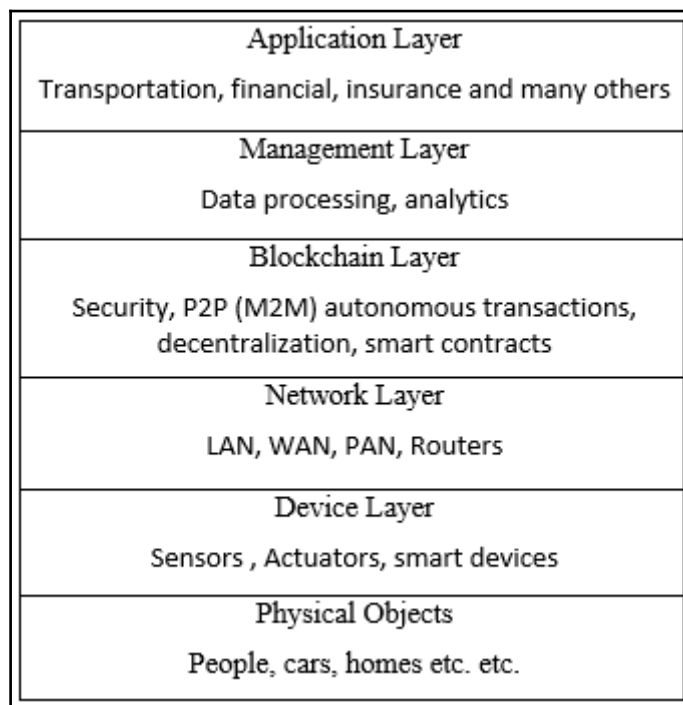 Application Layer
Transportation, financial, insurance and many others
Management Layer
Data processing, analytics
Blockchain Layer
Security, P2P (M2M) autonomous transactions,
decentralization, smart contracts
Network Layer
LAN, WAN, PAN, Routers
Device Layer
Sensors , Actuators, smart devices
Physical Objects
People, cars, homes etc. etc.